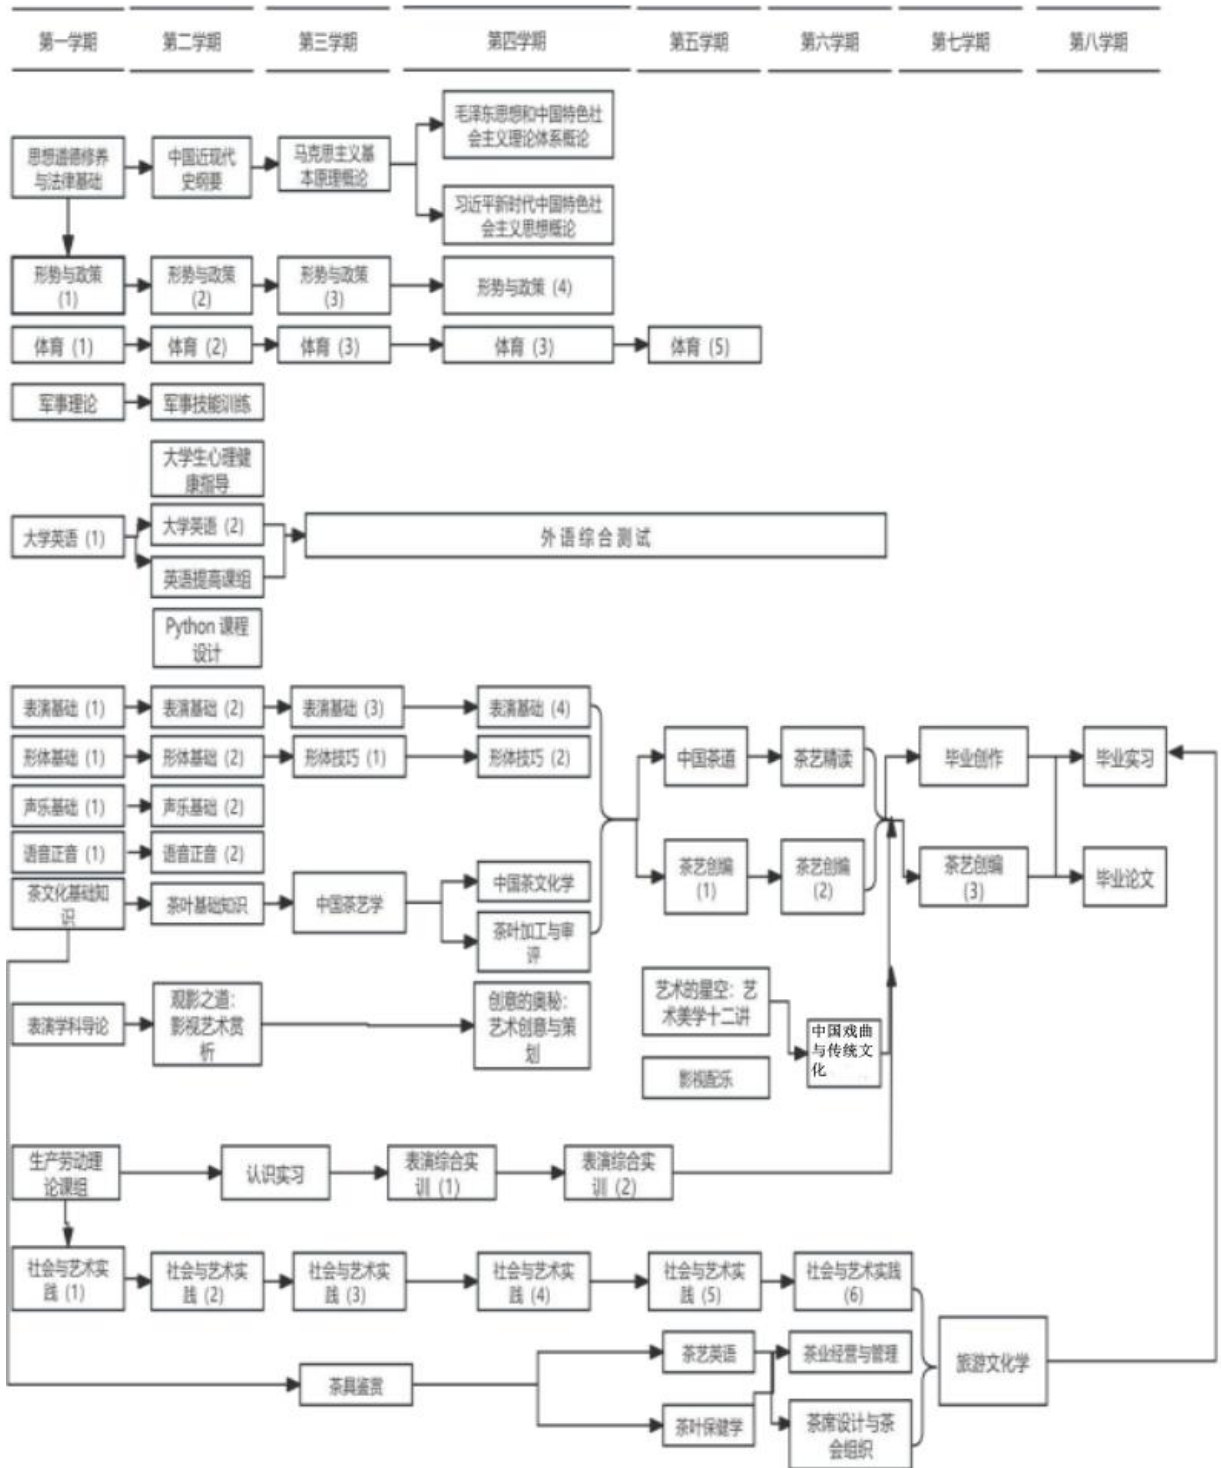 第一学期
第二学期
第三学期
第四学期
第五学期
第六学期
第七学期
第八学期
毛泽东思想和中国特色社
会主义理论体系概论
思想道德修养
与法律基础
中国近现代
史纲要
马克思主义基
本原理概论
习近平新时代中国特色社
会主义思想概论
形势与政策
(1)
形势与政策
(2)
形势与政策
(3)
形势与政策 (4)
体育 (1)
体育 (2)
体育 (3)
体育 (3)
体育 (5)
军事理论
军事技能训练
大学生心理健
康指导
大学英语 (1)
大学英语 (2)
英语提高课组
外语综合测试
Python 课程
设计
表演基础 (1)
表演基础 (2)
表演基础 (3)
表演基础 (4)
形体基础 (1)
形体基础 (2)
形体技巧 (1)
形体技巧 (2)
中国茶道
茶艺精读
毕业创作
毕业实习
声乐基础 (1)
声乐基础 (2)
语音正音 (1)
语音正音 (2)
茶文化基础知
识
茶叶基础知识
中国茶艺学
中国茶文化学
茶叶加工与审
评
茶艺创编
(1)
茶艺创编
(2)
茶艺创编
(3)
毕业论文
表演学科导论
观影之道:
影视艺术赏
析
创意的奥秘:
艺术创意与策
划
艺术的星空：艺
术美学十二讲
中国戏曲
与传统文
化
影视配乐
生产劳动理
论课组
认识实习
表演综合实
训 (1)
表演综合实
训 (2)
社会与艺术实
践 (1)
社会与艺术实
践 (2)
社会与艺术实
践 (3)
社会与艺术实
践 (4)
社会与艺术实
践 (5)
社会与艺术实践
(6)
茶具鉴赏
茶艺英语
茶业经营与管理
旅游文化学
茶叶保健学
茶席设计与茶
会组织